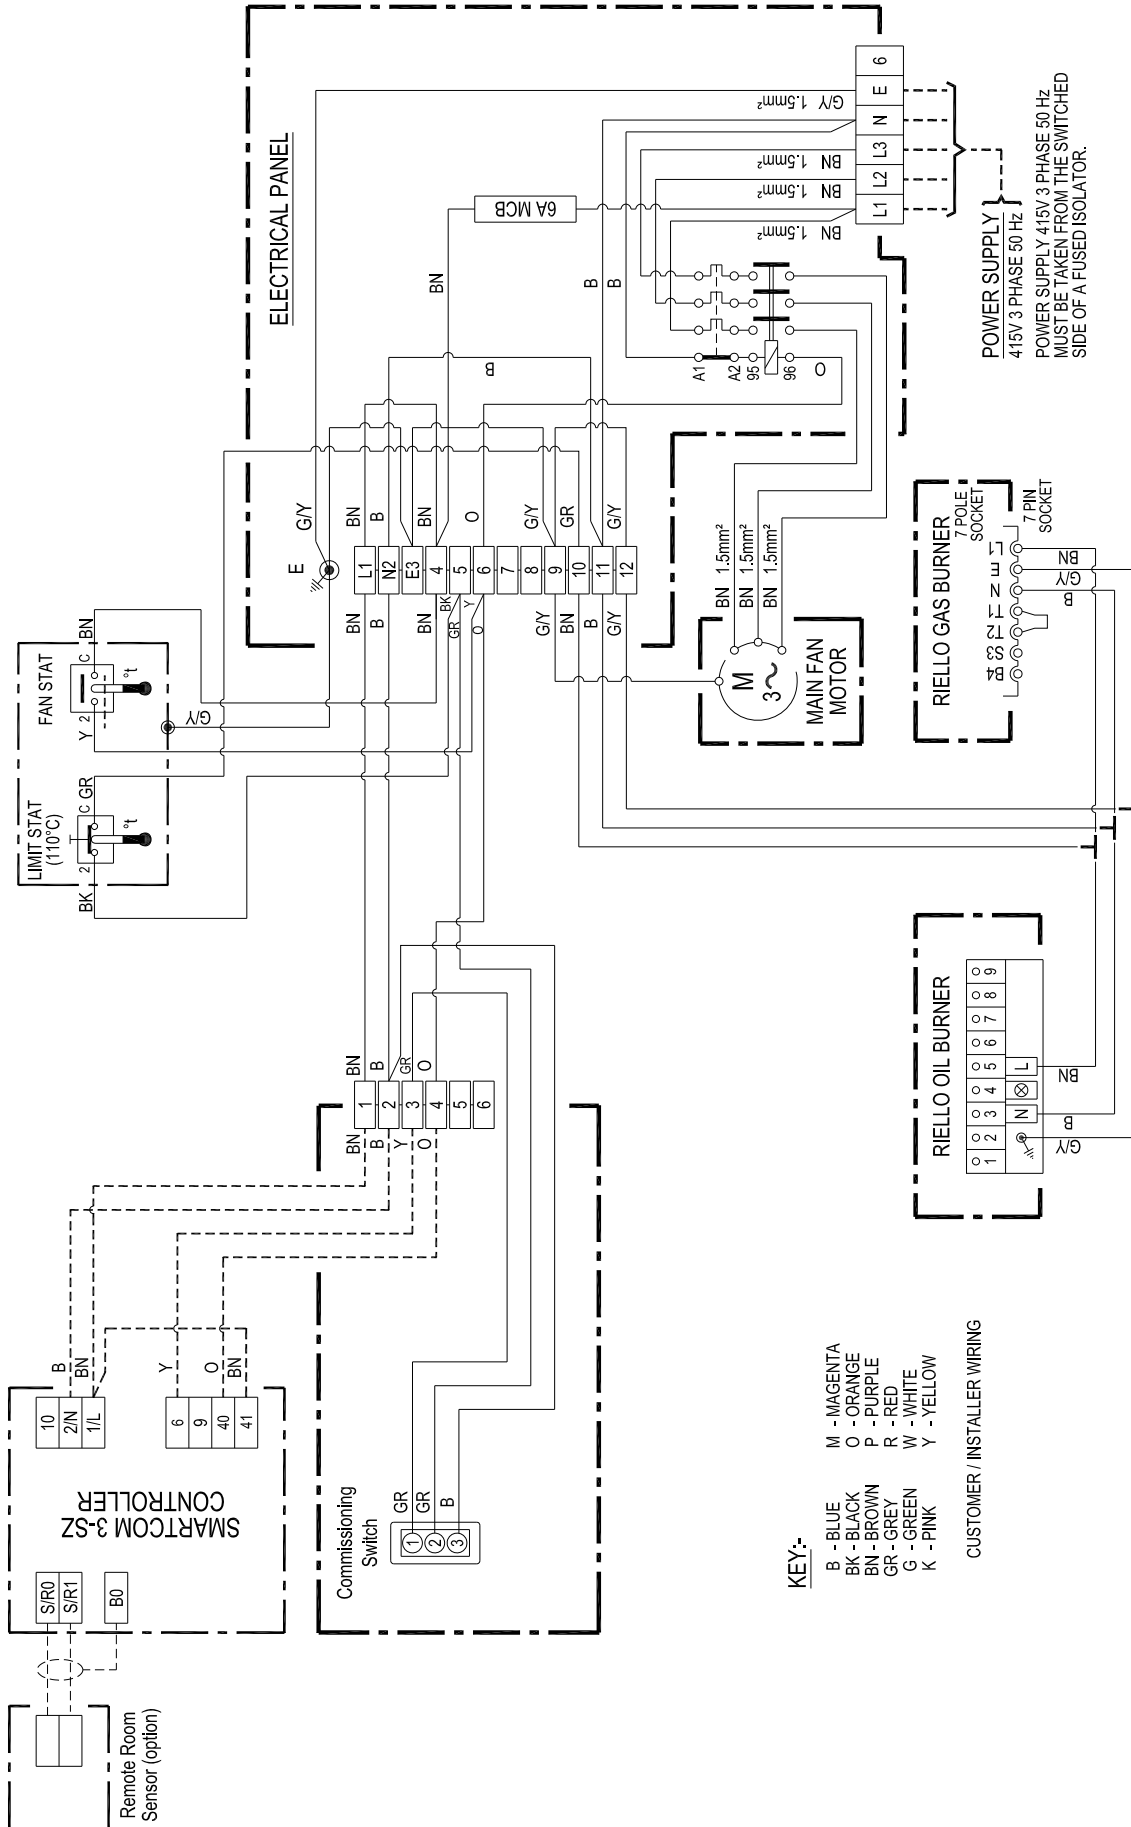 ELECTRICAL PANEL
6
E
N
L3
L2
L1
G/Y 1.5mm²
BN 1.5mm²
BN 1.5mm²
BN 1.5mm²
6A MCB
BN
B
B
B
POWER SUPPLY
415V 3 PHASE 50 Hz
POWER SUPPLY 415V 3 PHASE 50 Hz
MUST BE TAKEN FROM THE SWITCHED
SIDE OF A FUSED ISOLATOR.
A1
A2
95
96
O
E
G/Y
BN
B
BN
O
G/Y
GR
B
G/Y
L1
N2
E3
4
5
6
7
8
9
10
11
12
BN
B
BN
BK
GR
Y
O
G/Y
BN
B
G/Y
FAN STAT
BN
C
Y
2
°t
G/Y
LIMIT STAT
(110°C)
GR
C
BK
2
°t
BN 1.5mm²
BN 1.5mm²
BN 1.5mm²
M
3
MAIN FAN
MOTOR
RIELLO GAS BURNER
7 POLE
SOCKET
7 PIN
SOCKET
L1
E
N
T1
T2
S3
B4
BN
G/Y
B
RIELLO OIL BURNER
9
8
7
6
5
4
3
2
1
L
N
BN
B
G/Y
BN
B
GR
O
1
2
3
4
5
6
BN
B
Y
O
SMARTCOM 3-SZ
CONTROLLER
10
2/N
1/L
B
BN
6
9
40
41
Y
O
BN
S/R0
S/R1
B0
Remote Room
Sensor (option)
Commissioning
Switch
GR
GR
B
1
2
3
KEY:-
B - BLUE
BK - BLACK
BN - BROWN
GR - GREY
G - GREEN
K - PINK
M - MAGENTA
O - ORANGE
P - PURPLE
R - RED
W - WHITE
Y - YELLOW
CUSTOMER / INSTALLER WIRING